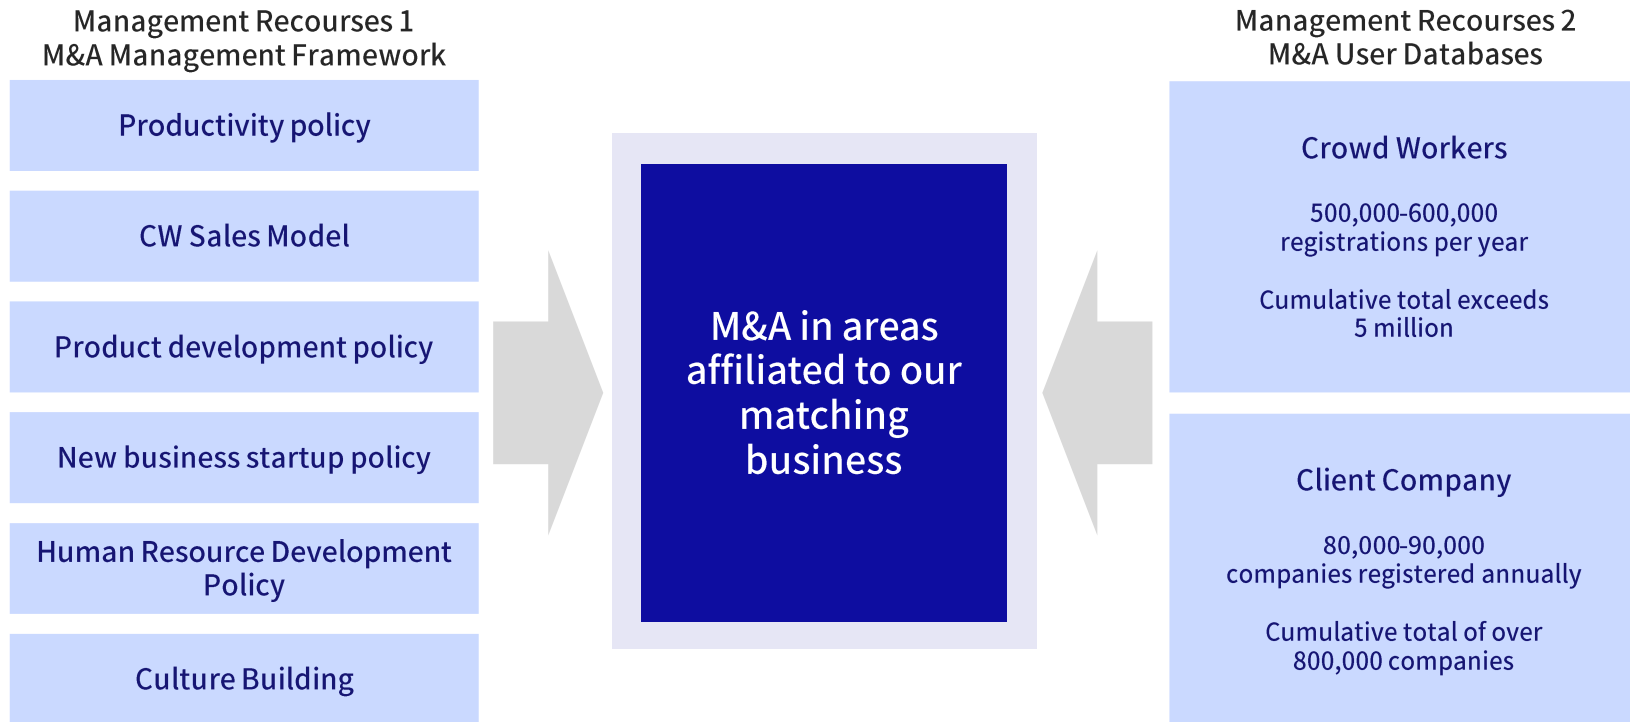 Management Recourses 1
M&A Management Framework
Productivity policy
CW Sales Model
Product development policy
New business startup policy
Human Resource Development
Policy
Culture Building
M&A in areas
affiliated to our
matching
business
Management Recourses 2
M&A User Databases
Crowd Workers
500,000-600,000
registrations per year
Cumulative total exceeds
5 million
Client Company
80,000-90,000
companies registered annually
Cumulative total of over
800,000 companies